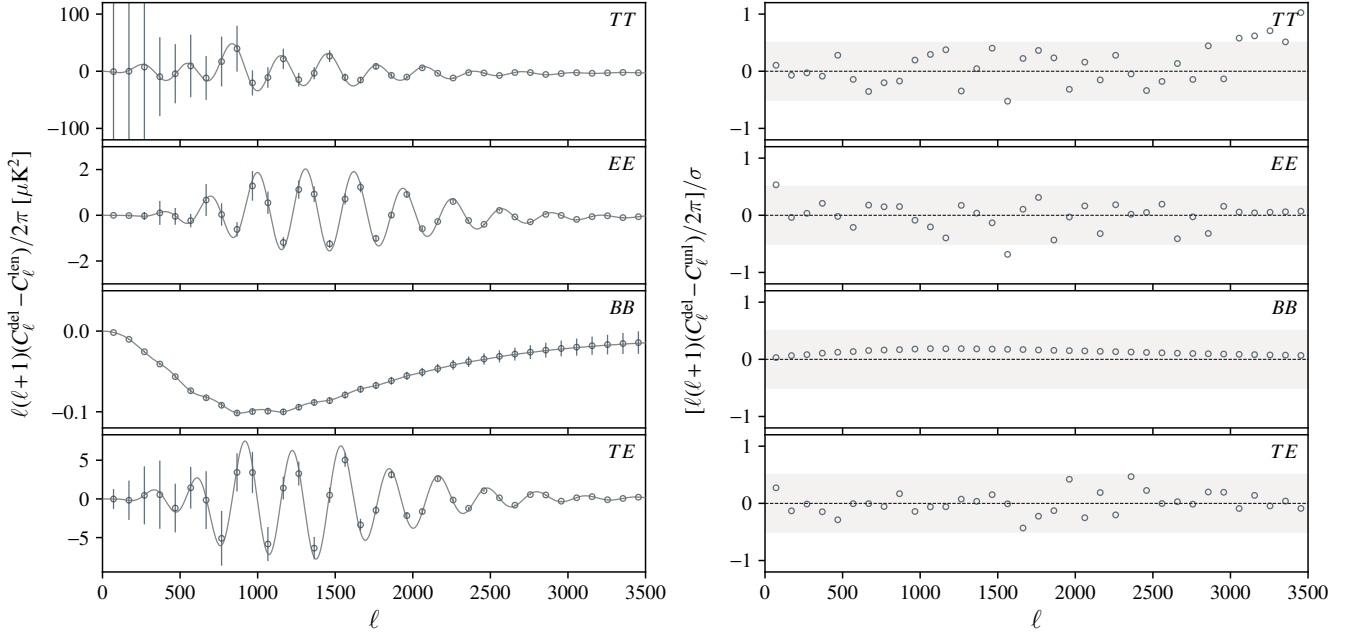 ℓ(ℓ+1)(C_ℓ^del − C_ℓ^len)/2π [μK²]
100
0
−100
TT
2
0
−2
EE
0.0
−0.1
BB
5
0
−5
TE
0 500 1000 1500 2000 2500 3000 3500
ℓ
[ℓ(ℓ+1)(C_ℓ^del − C_ℓ^unl)/2π]/σ
1
0
−1
TT
1
0
−1
EE
1
0
−1
BB
1
0
−1
TE
0 500 1000 1500 2000 2500 3000 3500
ℓ